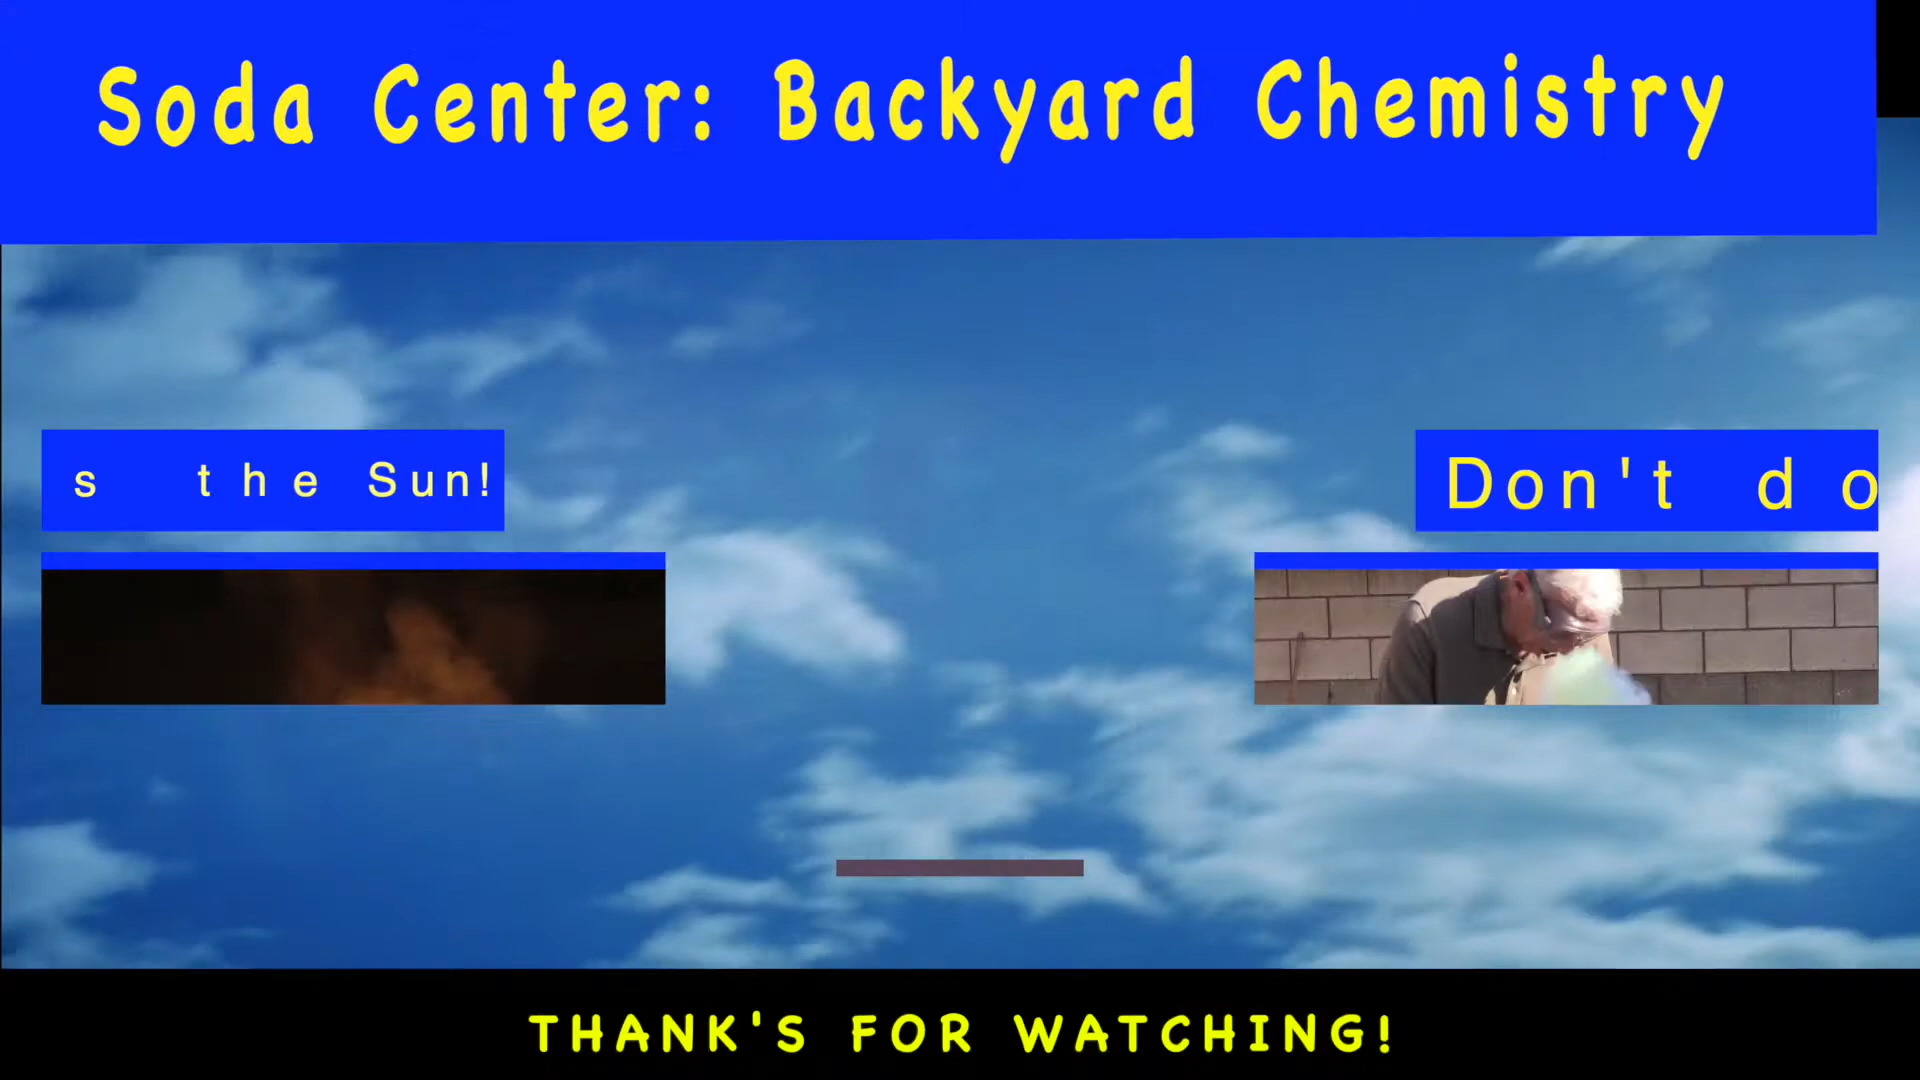 Soda Center: Backyard Chemistry
s the Sun!
Don't do
THANK'S FOR WATCHING!